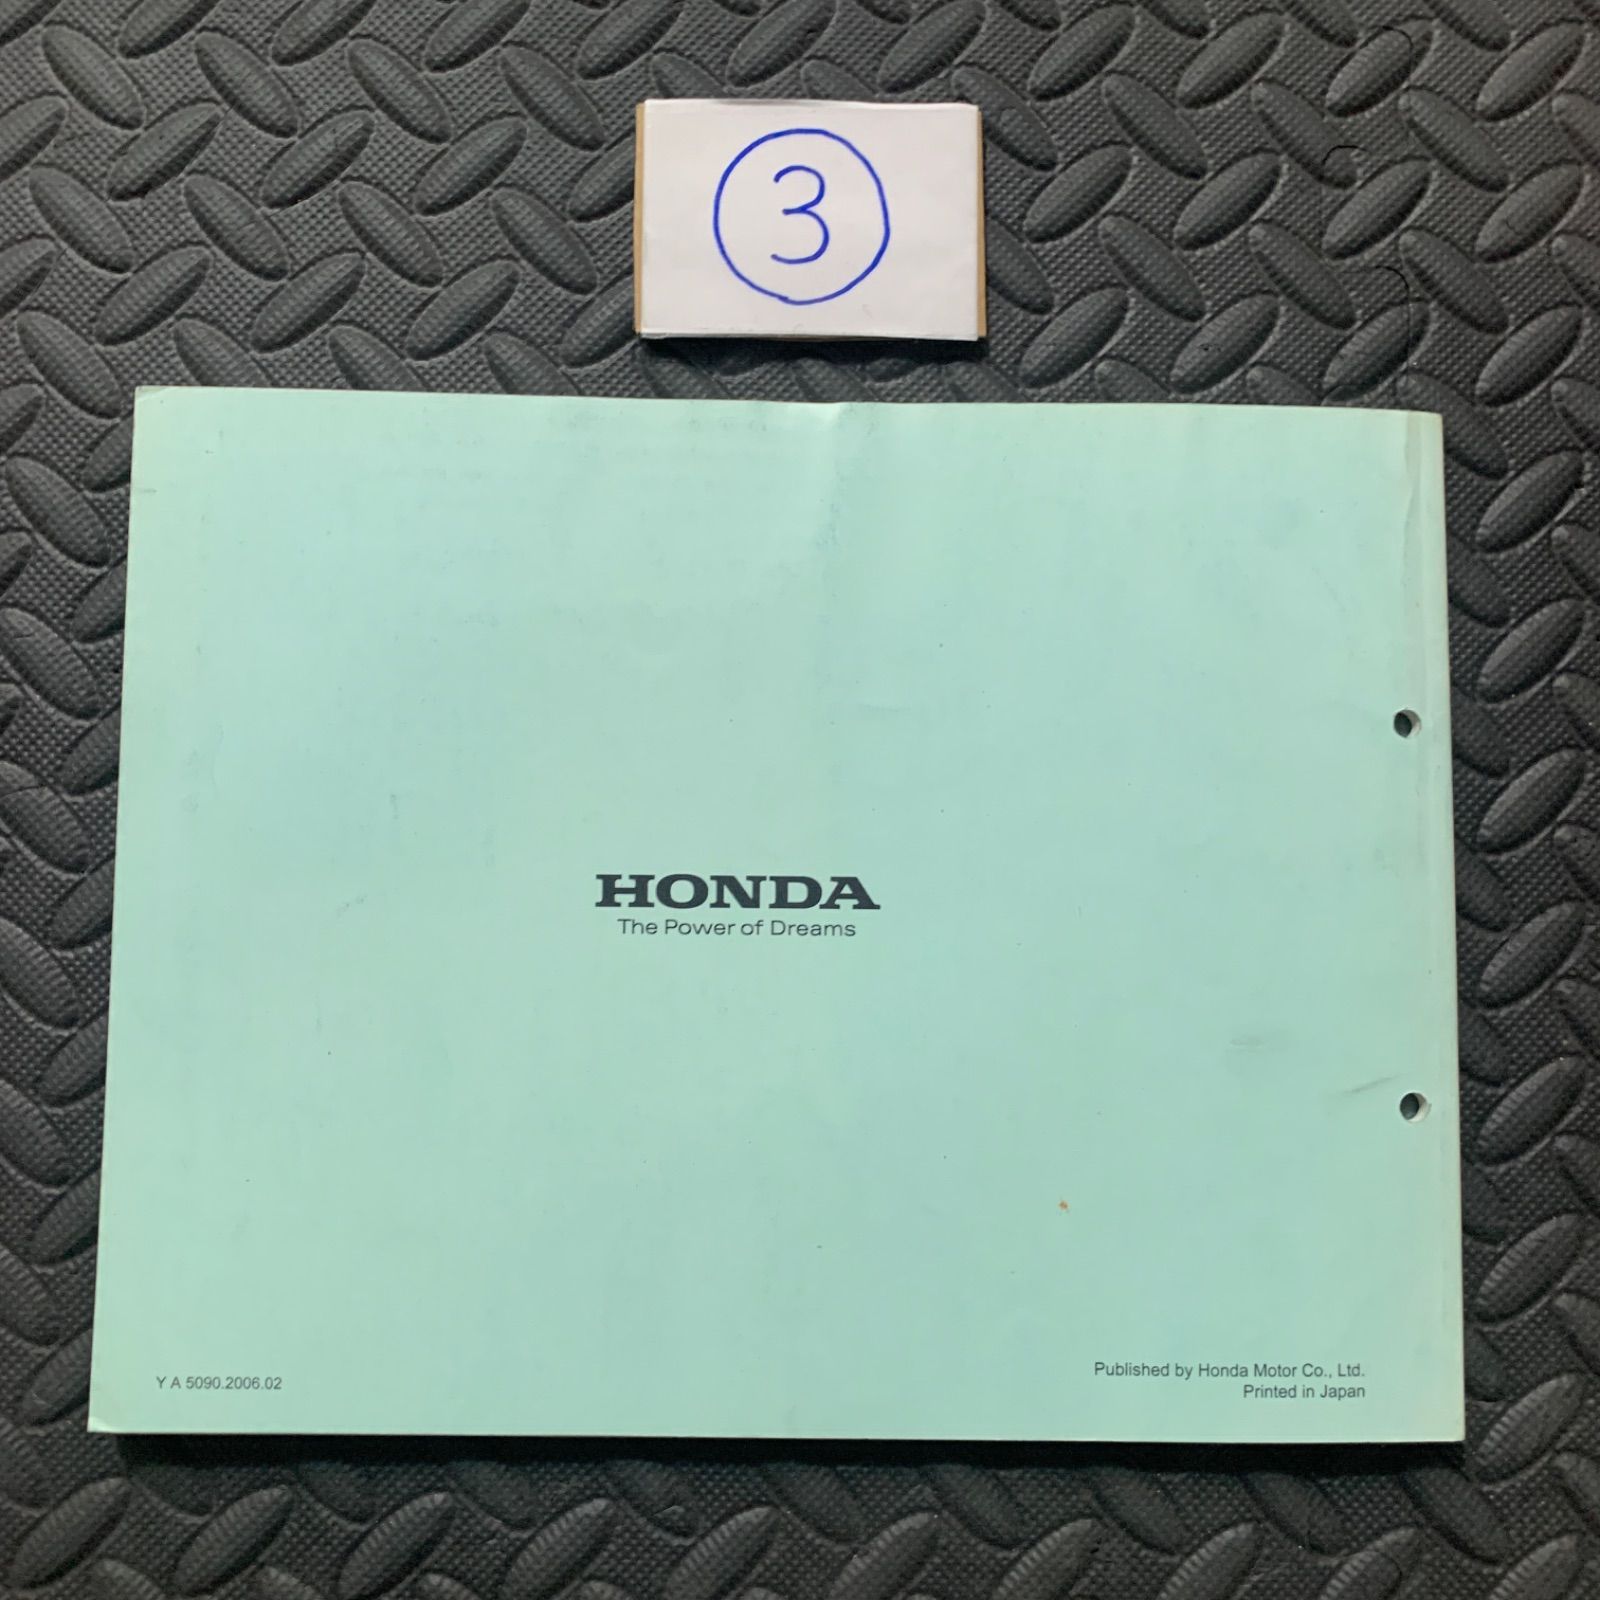 ③
HONDA
The Power of Dreams
Y A 5090.2006.02
Published by Honda Motor Co., Ltd.
Printed in Japan